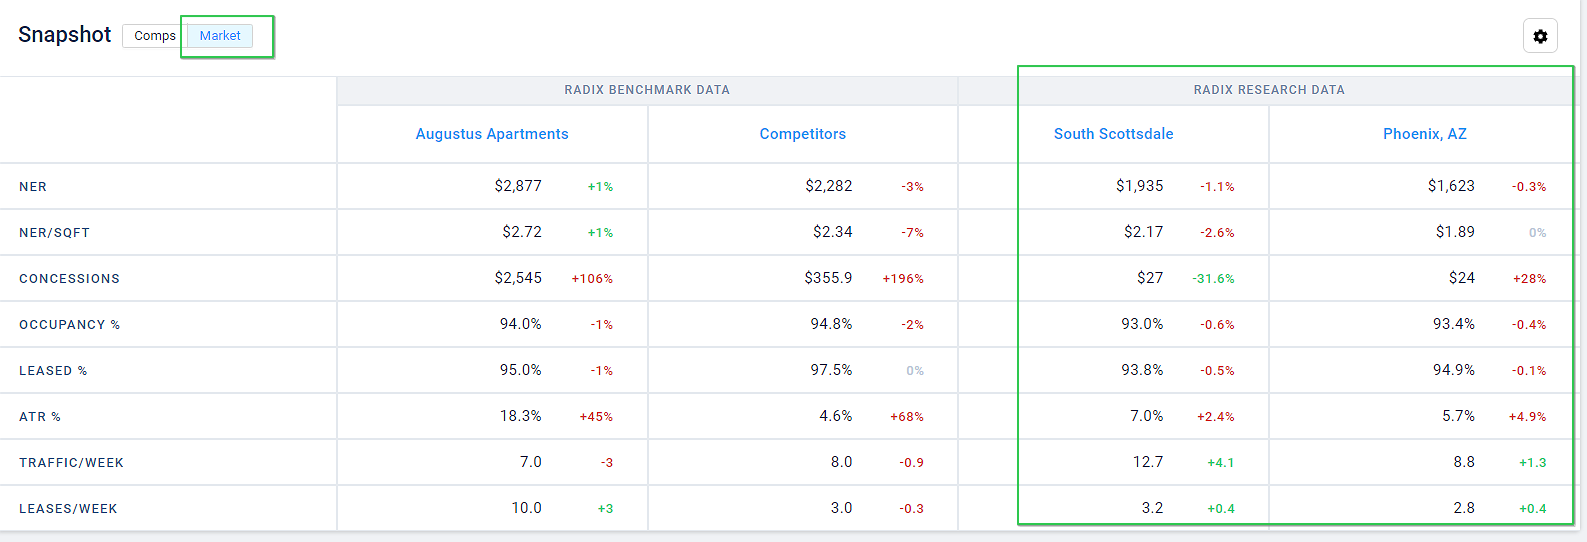 Snapshot Comps Market
RADIX BENCHMARK DATA RADIX RESEARCH DATA
Augustus Apartments Competitors South Scottsdale Phoenix, AZ
NER $2,877 +1% $2,282 -3% $1,935 -1.1% $1,623 -0.3%
NER/SQFT $2.72 +1% $2.34 -7% $2.17 -2.6% $1.89 0%
CONCESSIONS $2,545 +106% $355.9 +196% $27 -31.6% $24 +28%
OCCUPANCY % 94.0% -1% 94.8% -2% 93.0% -0.6% 93.4% -0.4%
LEASED % 95.0% -1% 97.5% 0% 93.8% -0.5% 94.9% -0.1%
ATR % 18.3% +45% 4.6% +68% 7.0% +2.4% 5.7% +4.9%
TRAFFIC/WEEK 7.0 -3 8.0 -0.9 12.7 +4.1 8.8 +1.3
LEASES/WEEK 10.0 +3 3.0 -0.3 3.2 +0.4 2.8 +0.4